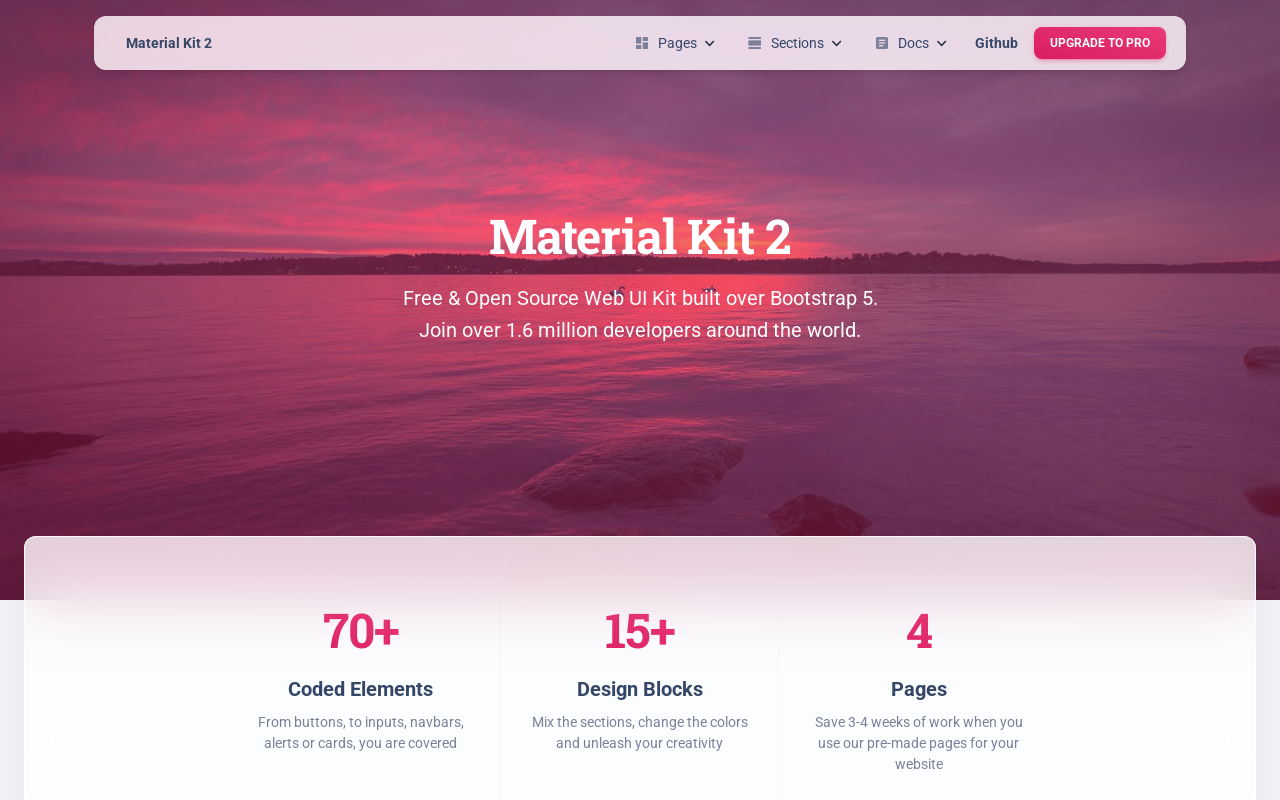 Material Kit 2
Pages
Sections
Docs
Github
UPGRADE TO PRO
Material Kit 2
Free & Open Source Web UI Kit built over Bootstrap 5.
Join over 1.6 million developers around the world.
70+
Coded Elements
From buttons, to inputs, navbars,
alerts or cards, you are covered
15+
Design Blocks
Mix the sections, change the colors
and unleash your creativity
4
Pages
Save 3-4 weeks of work when you
use our pre-made pages for your
website